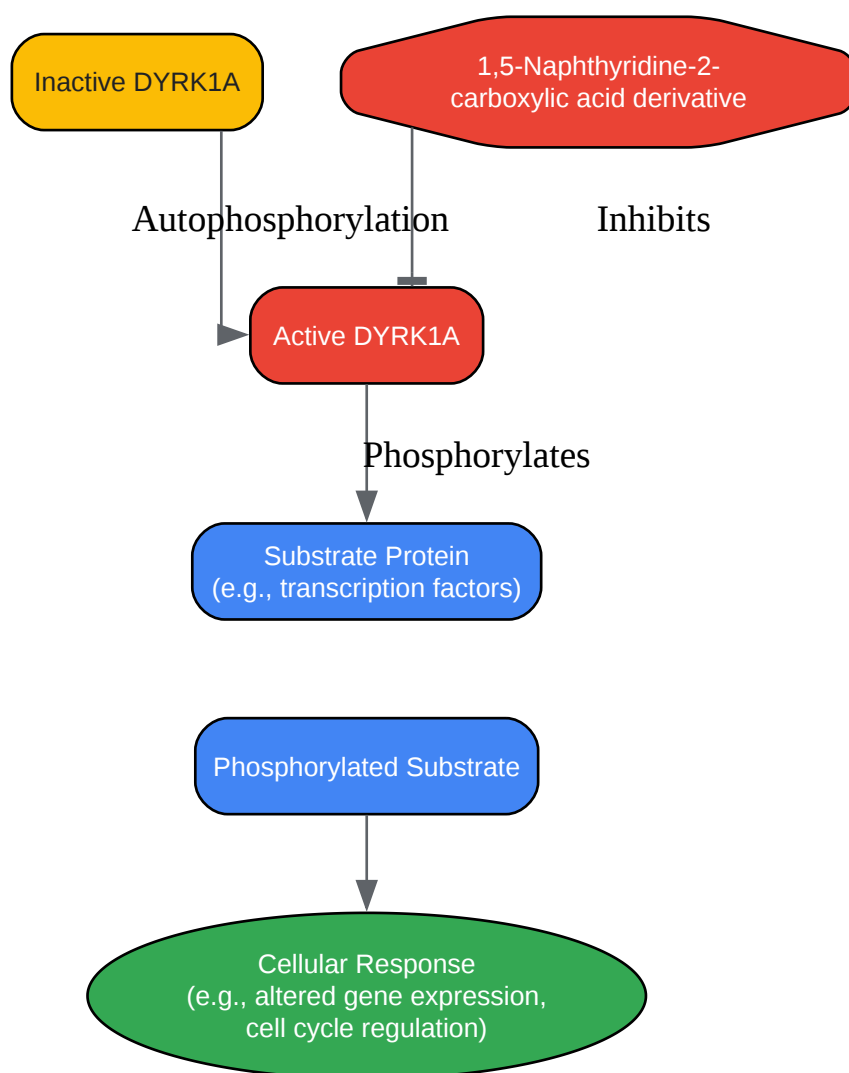 Inactive DYRK1A
1,5-Naphthyridine-2-
carboxylic acid derivative
Autophosphorylation
Inhibits
Active DYRK1A
Phosphorylates
Substrate Protein
(e.g., transcription factors)
Phosphorylated Substrate
Cellular Response
(e.g., altered gene expression,
cell cycle regulation)